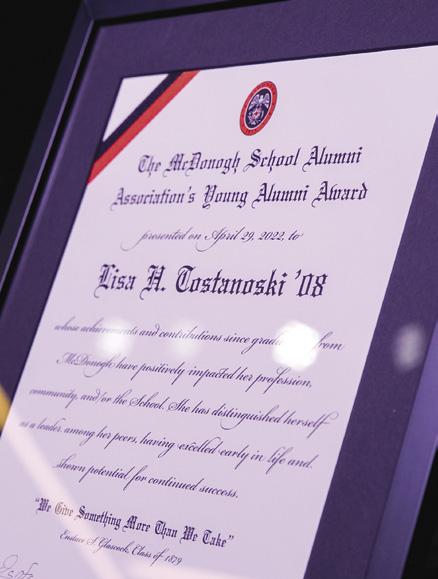 The McDonogh School Alumni
Association's Young Alumni Award
presented on April 29, 2022, to
Lisa H. Tostanoski '08
whose achievements and contributions since from
McDonogh have positively impacted her profession,
community, and/or the School. She has distinguished herself
as a leader among her peers, having excelled early in life and
shown potential for continued success.
"We Give Something More Than We Take"
Eustace S. Glascock, Class of 1879